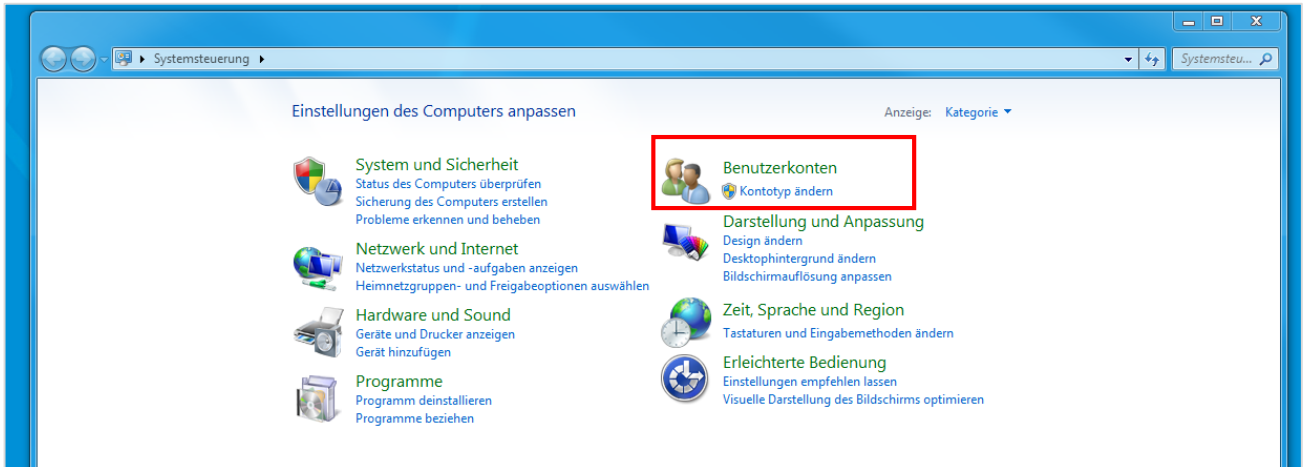 Systemsteuerung
Systemsteu...
Einstellungen des Computers anpassen
Anzeige: Kategorie
System und Sicherheit
Status des Computers überprüfen
Sicherung des Computers erstellen
Probleme erkennen und beheben
Netzwerk und Internet
Netzwerkstatus und -aufgaben anzeigen
Heimnetzgruppen- und Freigabeoptionen auswählen
Hardware und Sound
Geräte und Drucker anzeigen
Gerät hinzufügen
Programme
Programm deinstallieren
Programme beziehen
Benutzerkonten
Kontotyp ändern
Darstellung und Anpassung
Design ändern
Desktophintergrund ändern
Bildschirmauflösung anpassen
Zeit, Sprache und Region
Tastaturen und Eingabemethoden ändern
Erleichterte Bedienung
Einstellungen empfehlen lassen
Visuelle Darstellung des Bildschirms optimieren